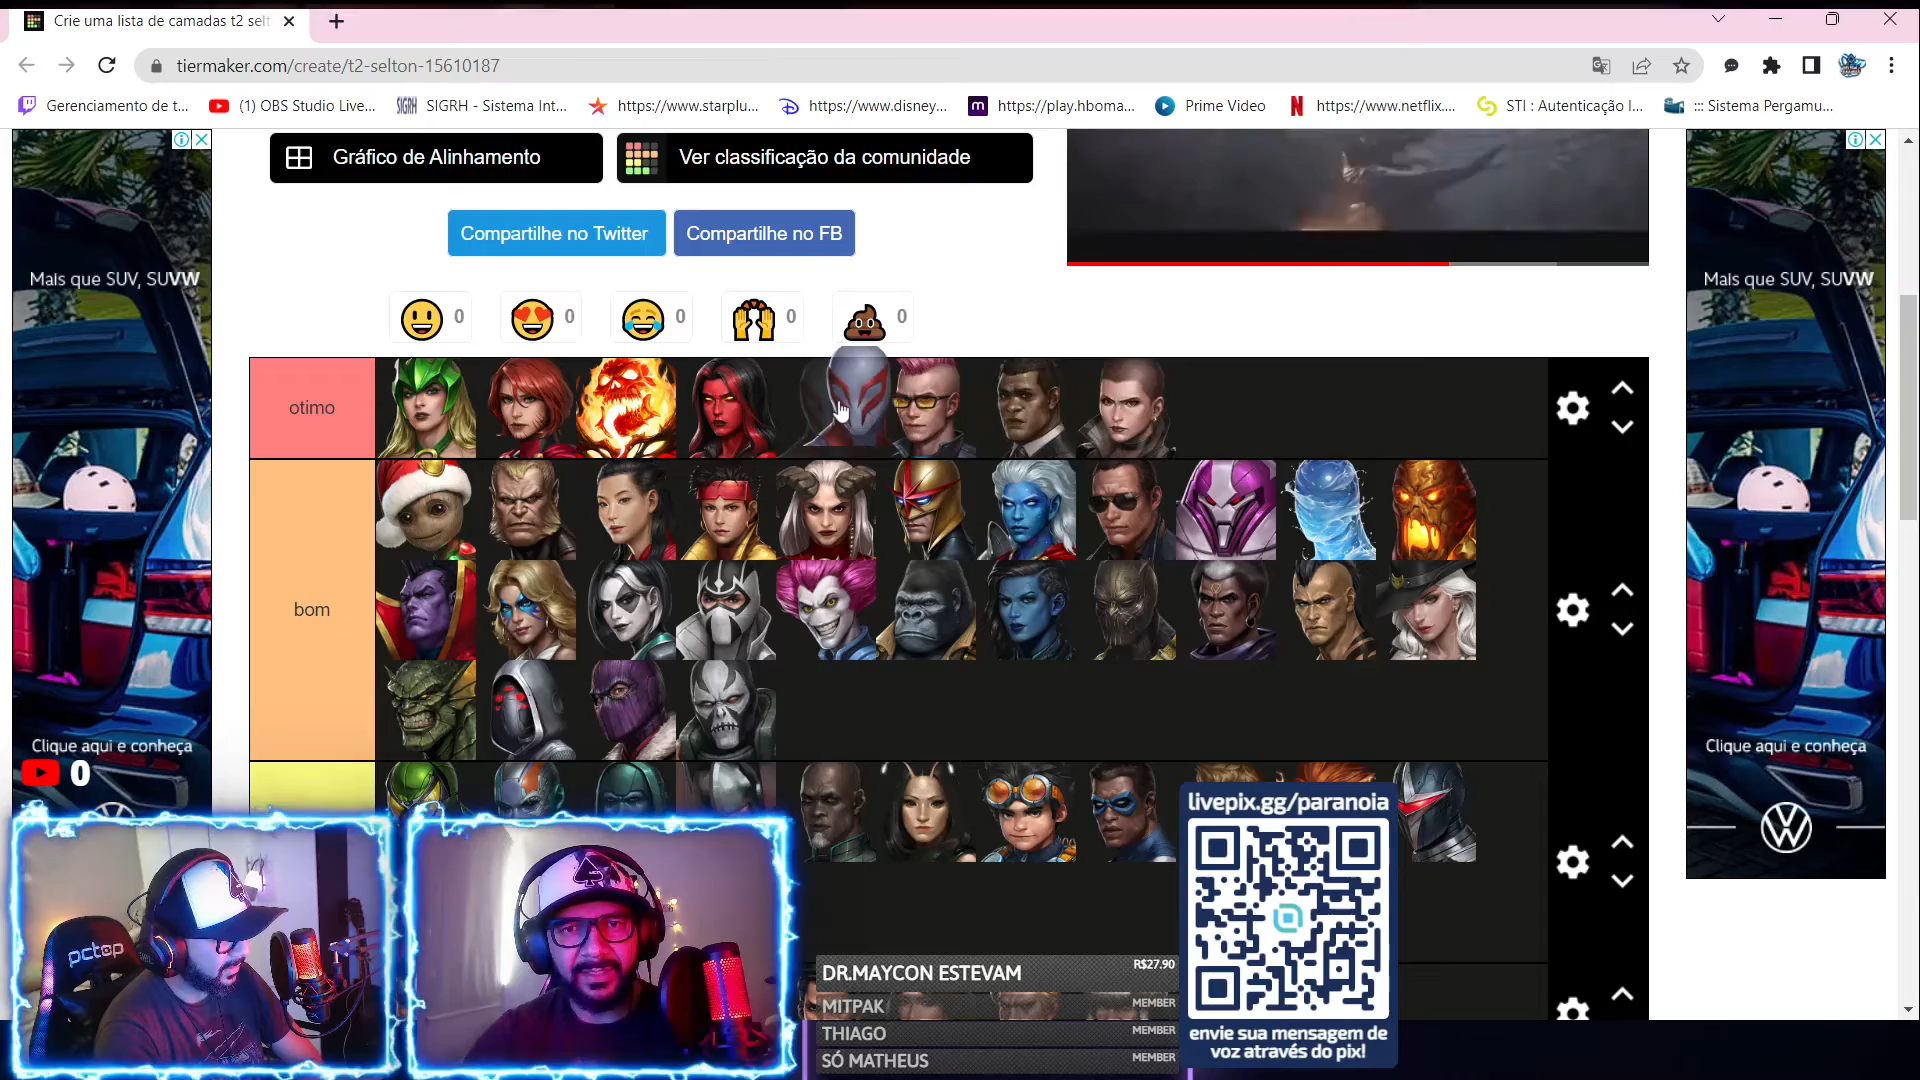 Crie uma lista de camadas t2 selt
tiermaker.com/create/t2-selton-15610187
Gerenciamento de t...
(1) OBS Studio Live...
SIGRH
SIGRH - Sistema Int...
https://www.starplu...
https://www.disney...
https://play.hboma...
Prime Video
https://www.netflix....
STI : Autenticação I...
::: Sistema Pergamu...
Gráfico de Alinhamento
Ver classificação da comunidade
Compartilhe no Twitter
Compartilhe no FB
Mais que SUV, SUVW
Mais que SUV, SUVW
0
0
0
0
0
otimo
bom
Clique aqui e conheça
0
Clique aqui e conheça
pctop
livepix.gg/paranoia
envie sua mensagem de
voz através do pix!
DR.MAYCON ESTEVAM R$27.90
MITPAK MEMBER
THIAGO MEMBER
SÓ MATHEUS MEMBER